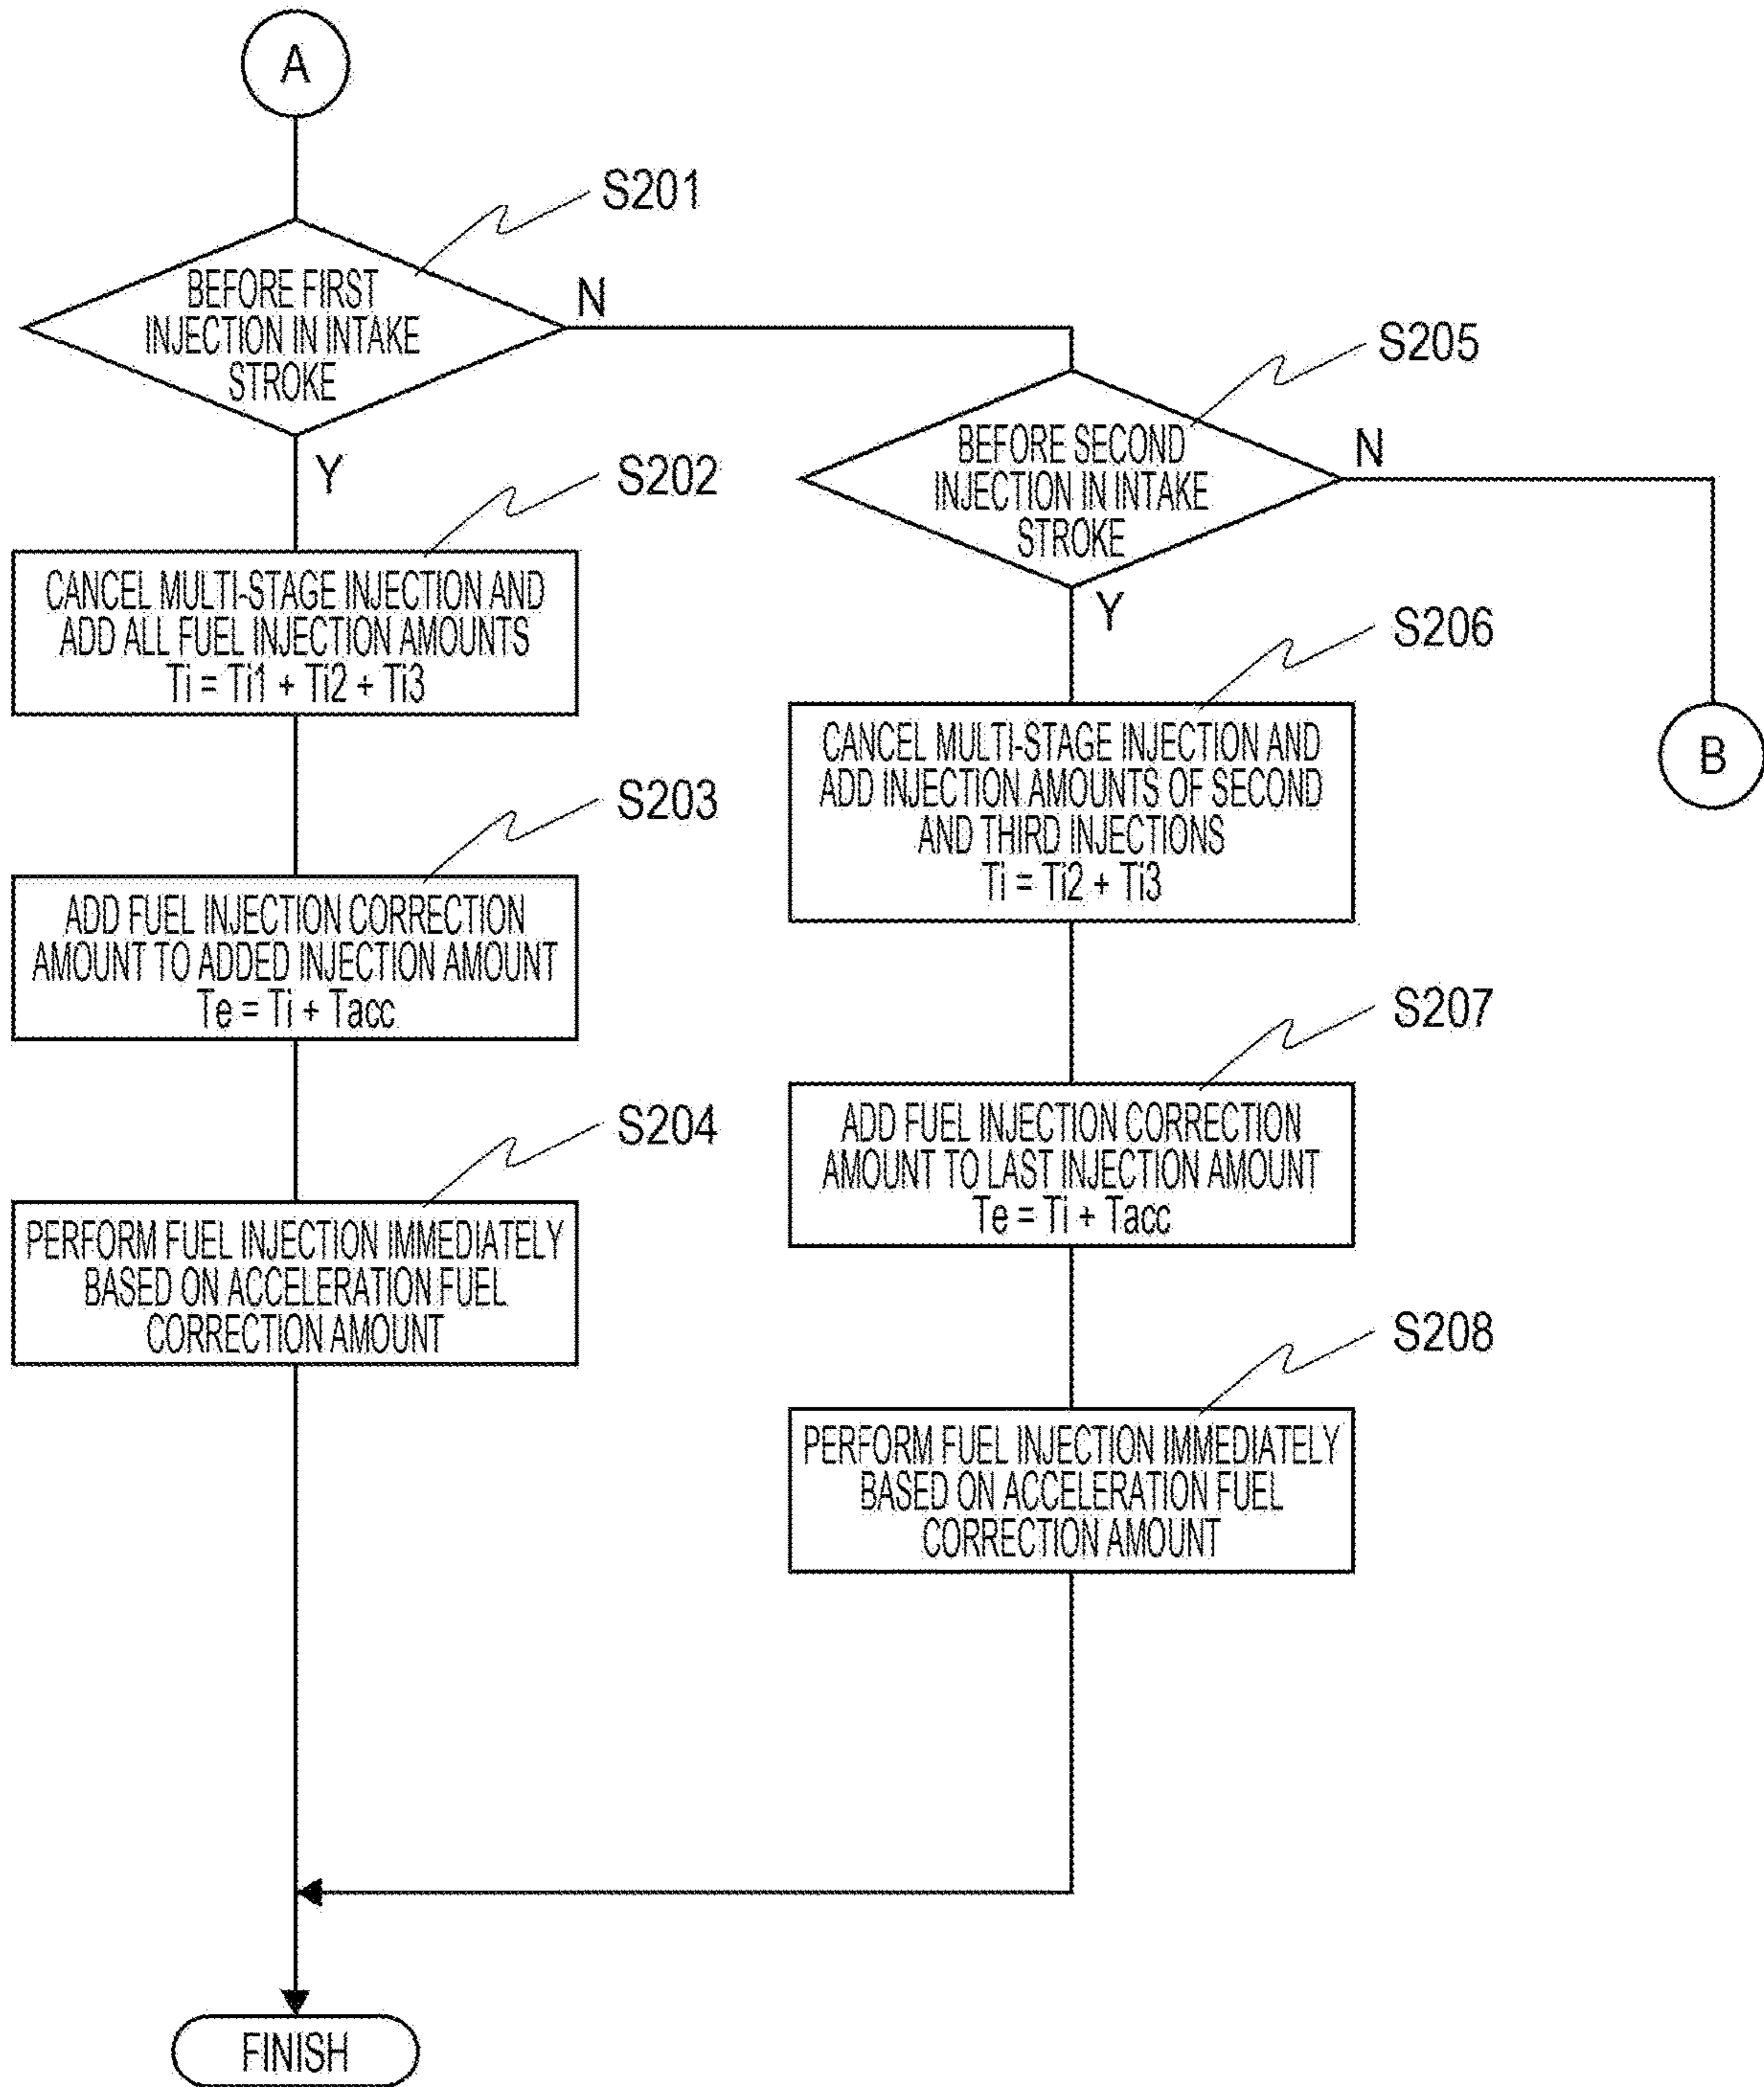 A
S201
BEFORE FIRST
INJECTION IN INTAKE
STROKE
N
Y
S202
CANCEL MULTI-STAGE INJECTION AND
ADD ALL FUEL INJECTION AMOUNTS
Ti = Ti1 + Ti2 + Ti3
S203
ADD FUEL INJECTION CORRECTION
AMOUNT TO ADDED INJECTION AMOUNT
Te = Ti + Tacc
S204
PERFORM FUEL INJECTION IMMEDIATELY
BASED ON ACCELERATION FUEL
CORRECTION AMOUNT
S205
BEFORE SECOND
INJECTION IN INTAKE
STROKE
N
Y
B
S206
CANCEL MULTI-STAGE INJECTION AND
ADD INJECTION AMOUNTS OF SECOND
AND THIRD INJECTIONS
Ti = Ti2 + Ti3
S207
ADD FUEL INJECTION CORRECTION
AMOUNT TO LAST INJECTION AMOUNT
Te = Ti + Tacc
S208
PERFORM FUEL INJECTION IMMEDIATELY
BASED ON ACCELERATION FUEL
CORRECTION AMOUNT
FINISH